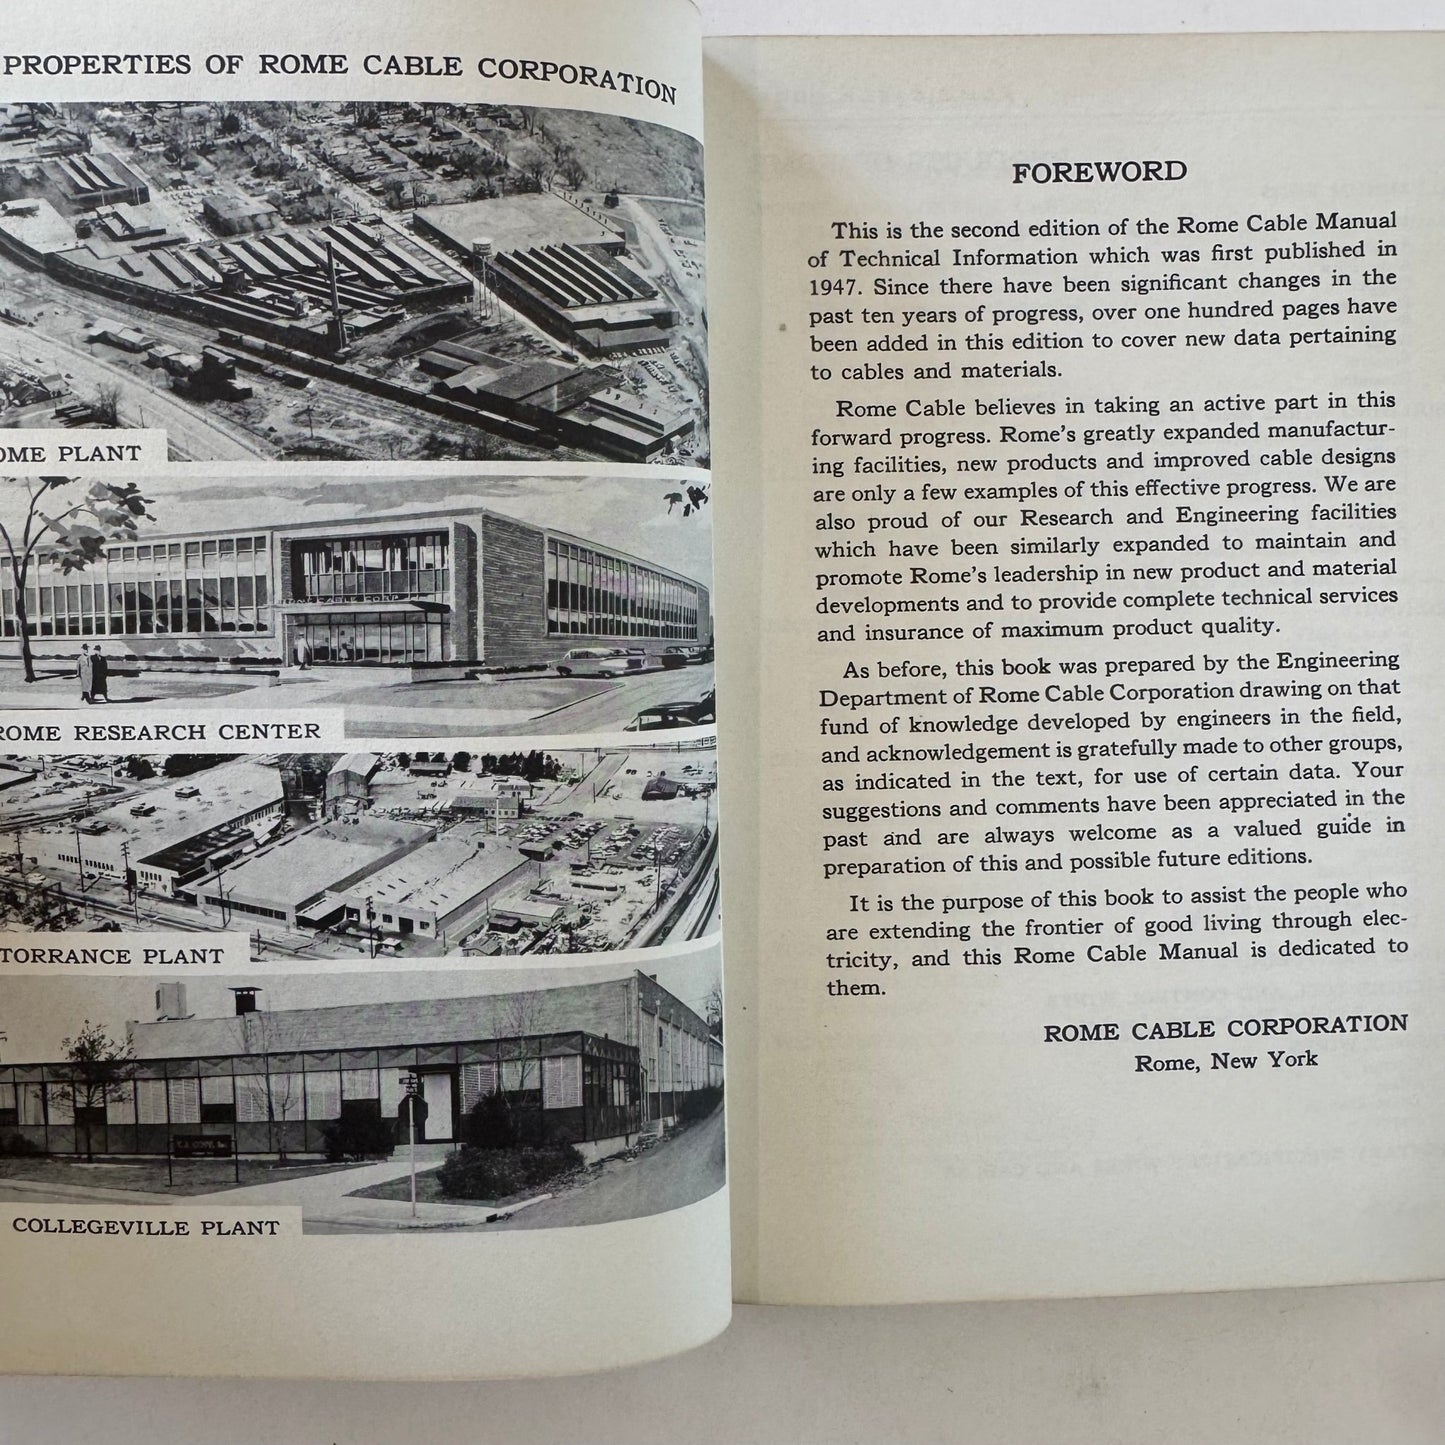 PROPERTIES OF ROME CABLE CORPORATION
OME PLANT
ROME CABLE CORP'N
ROME RESEARCH CENTER
TORRANCE PLANT
COLLEGEVILLE PLANT
FOREWORD
This is the second edition of the Rome Cable Manual
of Technical Information which was first published in
1947. Since there have been significant changes in the
past ten years of progress, over one hundred pages have
been added in this edition to cover new data pertaining
to cables and materials.
Rome Cable believes in taking an active part in this
forward progress. Rome's greatly expanded manufactur-
ing facilities, new products and improved cable designs
are only a few examples of this effective progress. We are
also proud of our Research and Engineering facilities
which have been similarly expanded to maintain and
promote Rome's leadership in new product and material
developments and to provide complete technical services
and insurance of maximum product quality.
As before, this book was prepared by the Engineering
Department of Rome Cable Corporation drawing on that
fund of knowledge developed by engineers in the field,
and acknowledgement is gratefully made to other groups,
as indicated in the text, for use of certain data. Your
suggestions and comments have been appreciated in the
past and are always welcome as a valued guide in
preparation of this and possible future editions.
It is the purpose of this book to assist the people who
are extending the frontier of good living through elec-
tricity, and this Rome Cable Manual is dedicated to
them.
ROME CABLE CORPORATION
Rome, New York